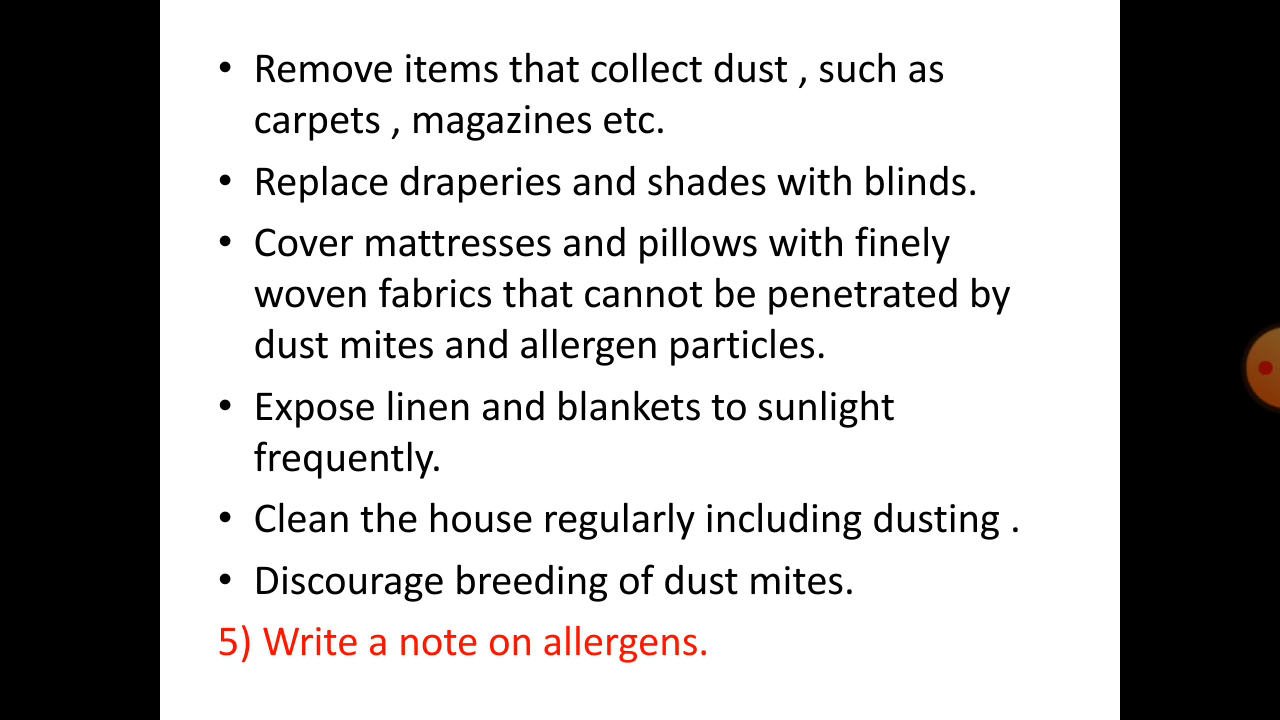 • Remove items that collect dust , such as
carpets , magazines etc.
• Replace draperies and shades with blinds.
• Cover mattresses and pillows with finely
woven fabrics that cannot be penetrated by
dust mites and allergen particles.
• Expose linen and blankets to sunlight
frequently.
• Clean the house regularly including dusting .
• Discourage breeding of dust mites.
5) Write a note on allergens.